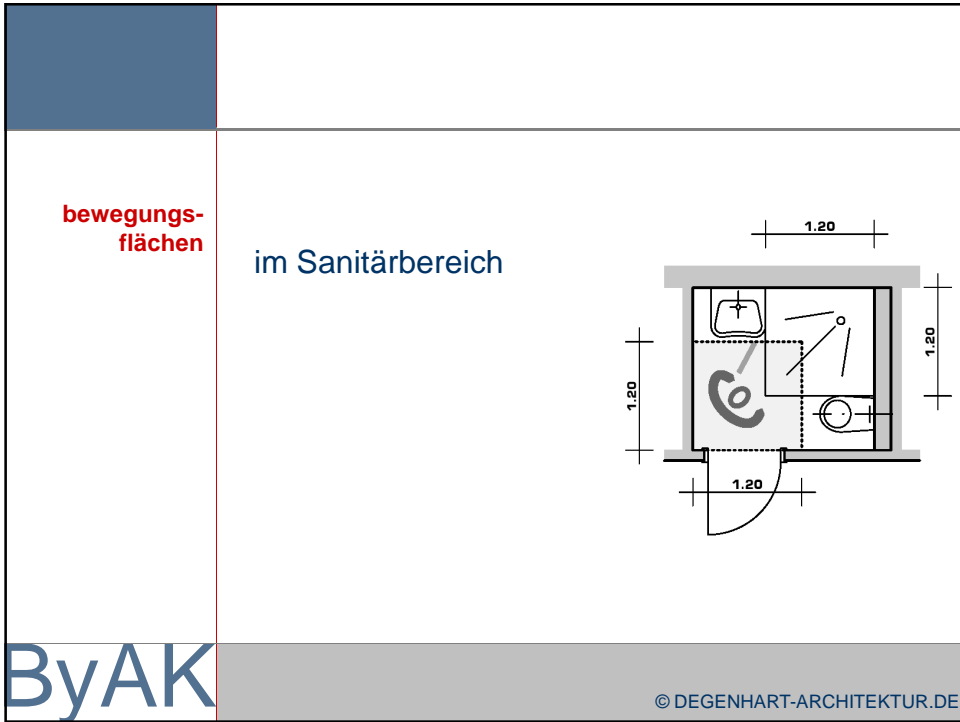 bewegungs-
flächen
im Sanitärbereich
1.20
1.20
1.20
1.20
ByAK
© DEGENHART-ARCHITEKTUR.DE